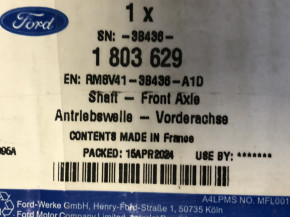 Ford
1 x
SN: -3B436-
1 803 629
EN: RM8V41-3B436-A1D
Shaft - Front Axle
Antriebswelle - Vorderachse
CONTENTS MADE IN France
095A
PACKED: 15APR2024 USE BY: *******
A4LPMS NO. MFL001
Ford-Werke GmbH, Henry-Ford-Straße 1, 50735 Köln
Ford Motor Company Limited,